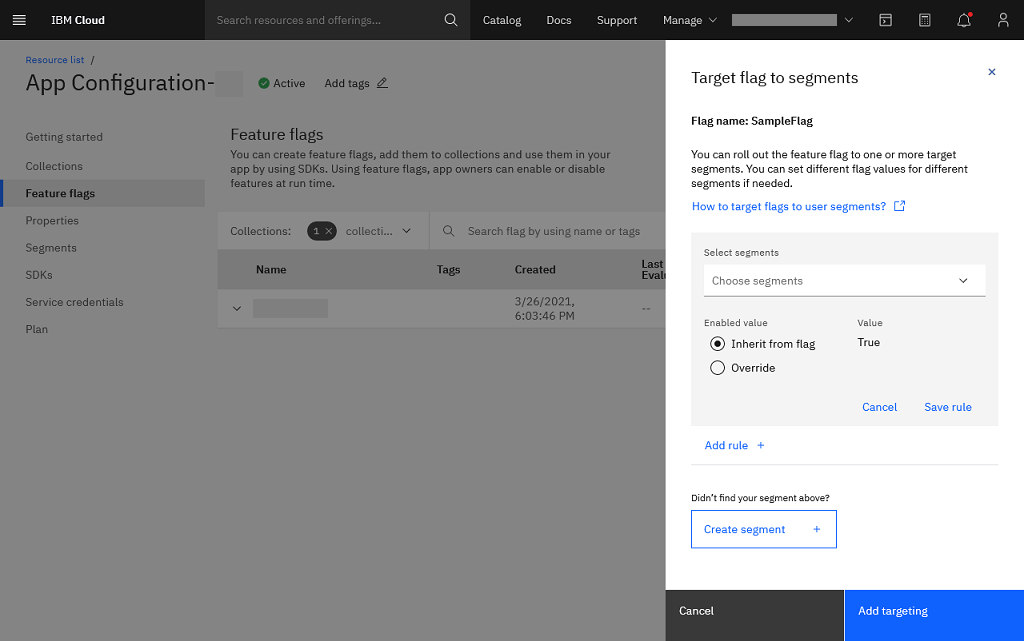 IBM Cloud
Search resources and offerings...
Catalog
Docs
Support
Manage
Resource list /
App Configuration-
Active
Add tags
Getting started
Collections
Feature flags
Properties
Segments
SDKs
Service credentials
Plan
Feature flags
You can create feature flags, add them to collections and use them in your
app by using SDKs. Using feature flags, app owners can enable or disable
features at run time.
Collections:
1 ×
collecti...
Search flag by using name or tags
Name
Tags
Created
Last
Evalu
3/26/2021,
6:03:46 PM
--
Target flag to segments
Flag name: SampleFlag
You can roll out the feature flag to one or more target
segments. You can set different flag values for different
segments if needed.
How to target flags to user segments?
Select segments
Choose segments
Enabled value
Value
Inherit from flag
True
Override
Cancel
Save rule
Add rule +
Didn't find your segment above?
Create segment +
Cancel
Add targeting